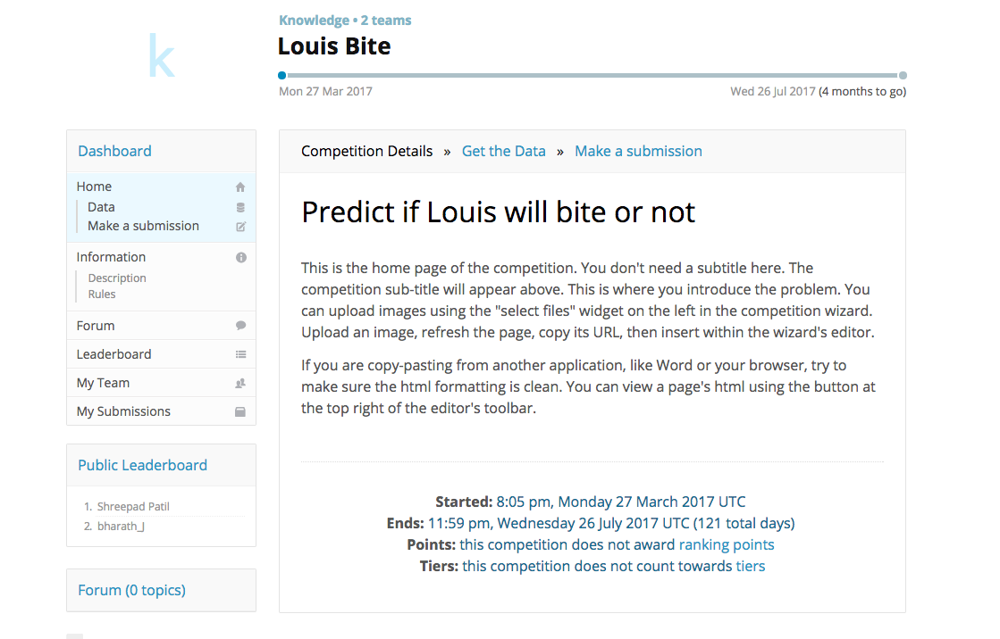 k
Knowledge • 2 teams
Louis Bite
Mon 27 Mar 2017
Wed 26 Jul 2017 (4 months to go)
Dashboard
Home
Data
Make a submission
Information
Description
Rules
Forum
Leaderboard
My Team
My Submissions
Public Leaderboard
1. Shreepad Patil
2. bharath_J
Forum (0 topics)
Competition Details » Get the Data » Make a submission
Predict if Louis will bite or not
This is the home page of the competition. You don't need a subtitle here. The
competition sub-title will appear above. This is where you introduce the problem. You
can upload images using the "select files" widget on the left in the competition wizard.
Upload an image, refresh the page, copy its URL, then insert within the wizard's editor.
If you are copy-pasting from another application, like Word or your browser, try to
make sure the html formatting is clean. You can view a page's html using the button at
the top right of the editor's toolbar.
Started: 8:05 pm, Monday 27 March 2017 UTC
Ends: 11:59 pm, Wednesday 26 July 2017 UTC (121 total days)
Points: this competition does not award ranking points
Tiers: this competition does not count towards tiers